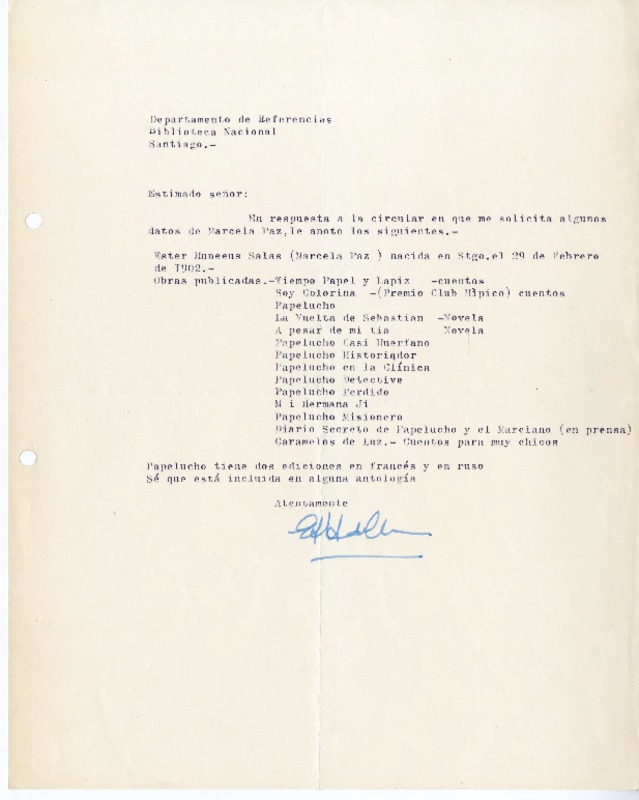 Departamento de Referencias
Biblioteca Nacional
Santiago.-
Estimado señor:
En respuesta a la circular en que me solicita algunos
datos de Marcela Paz,le anoto los siguientes.-
Ester Huneeus Salas (Marcela Paz ) nacida en Stgo.el 29 de Febrero
de 1902.-
Obras publicadas.-Tiempo Papel y Lapiz -cuentos
Soy Colorina -(Premio Club Hípico) cuentos
Papelucho
La Vuelta de Sebastian -Novela
A pesar de mi tia Novela
Papelucho Casi Huerfano
Papelucho Historiador
Papelucho en la Clínica
Papelucho Detective
Papelucho Perdido
M i Hermana Ji
Papelucho Misionero
Diario Secreto de Papelucho y el Marciano (en prensa)
Caramelos de Luz.- Cuentos para muy chicos
Papelucho tiene dos ediciones en francés y en ruso
Sé que está incluida en alguna antología
Atentamente